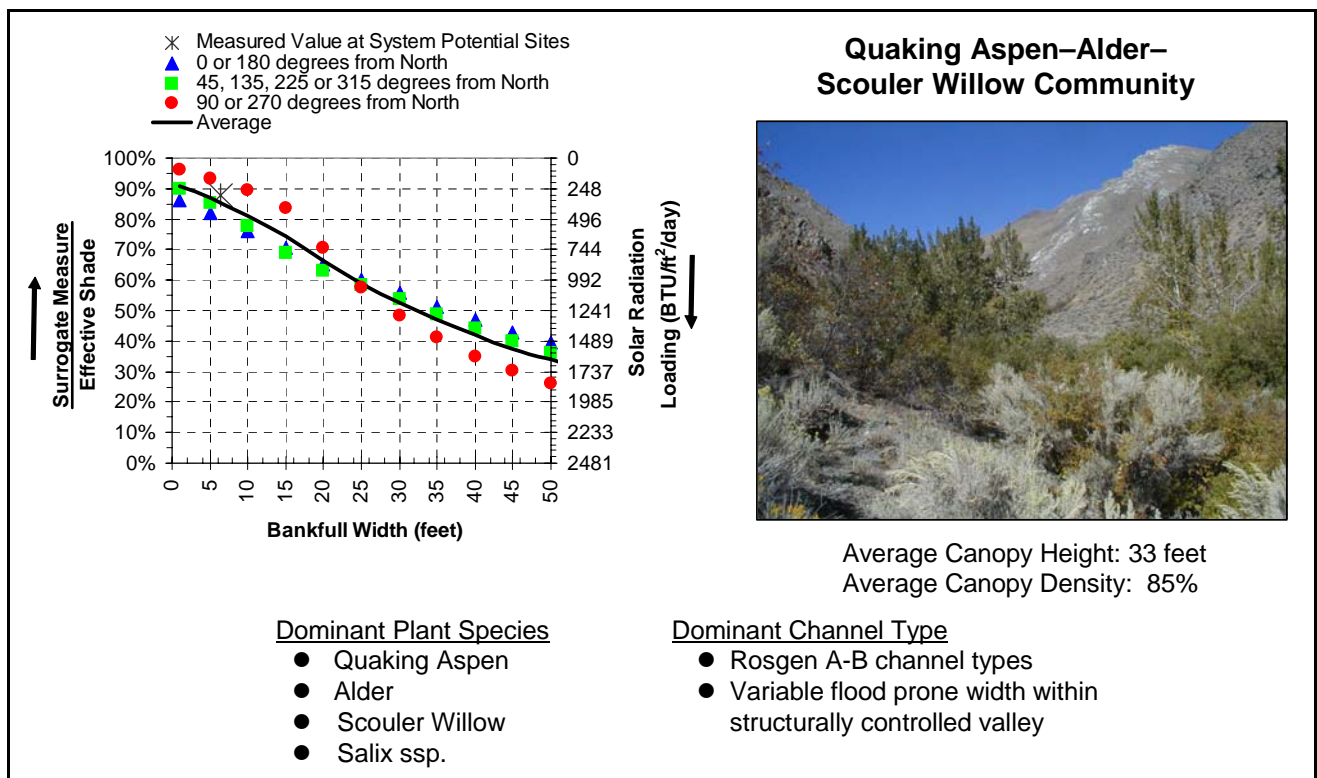 Measured Value at System Potential Sites
0 or 180 degrees from North
45, 135, 225 or 315 degrees from North
90 or 270 degrees from North
Average
100%
90%
80%
70%
60%
50%
40%
30%
20%
10%
0%
Surrogate Measure
Effective Shade
0
248
496
744
992
1241
1489
1737
1985
2233
2481
Solar Radiation
Loading (BTU/ft²/day)
0
5
10
15
20
25
30
35
40
45
50
Bankfull Width (feet)
Quaking Aspen–Alder–
Scouler Willow Community
Average Canopy Height: 33 feet
Average Canopy Density: 85%
Dominant Plant Species
● Quaking Aspen
● Alder
● Scouler Willow
● Salix ssp.
Dominant Channel Type
● Rosgen A-B channel types
● Variable flood prone width within
structurally controlled valley